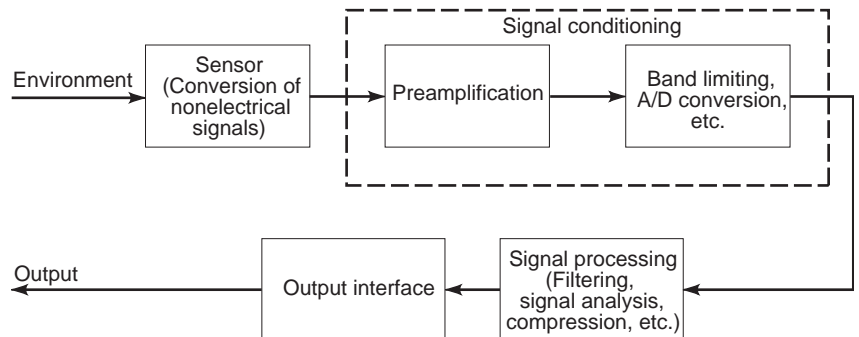 Signal conditioning
Environment
Sensor
(Conversion of
nonelectrical
signals)
Preamplification
Band limiting,
A/D conversion,
etc.
Output
Output interface
Signal processing
(Filtering,
signal analysis,
compression, etc.)